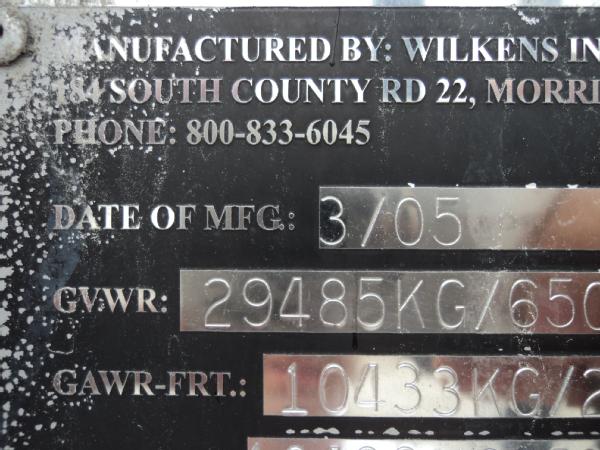 MANUFACTURED BY: WILKENS IN
184 SOUTH COUNTY RD 22, MORRI
PHONE: 800-833-6045
DATE OF MFG.: 3/05
GVWR: 29485KG/650
GAWR-FRT.: 10433KG/2